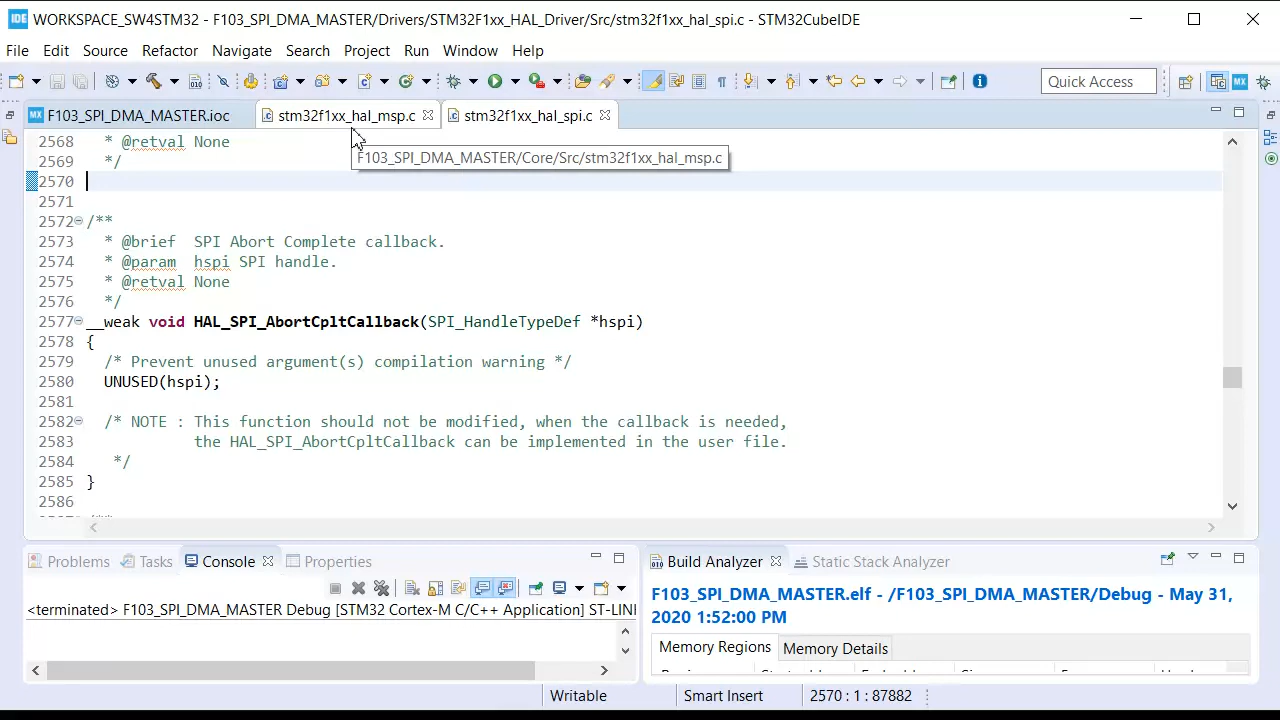 IDE WORKSPACE_SW4STM32 - F103_SPI_DMA_MASTER/Drivers/STM32F1xx_HAL_Driver/Src/stm32f1xx_hal_spi.c - STM32CubeIDE
File Edit Source Refactor Navigate Search Project Run Window Help
Quick Access MX
MX F103_SPI_DMA_MASTER.ioc stm32f1xx_hal_msp.c stm32f1xx_hal_spi.c
2568 * @retval None
2569 */
F103_SPI_DMA_MASTER/Core/Src/stm32f1xx_hal_msp.c
2570
2571
2572 /**
2573 * @brief SPI Abort Complete callback.
2574 * @param hspi SPI handle.
2575 * @retval None
2576 */
2577 __weak void HAL_SPI_AbortCpltCallback(SPI_HandleTypeDef *hspi)
2578 {
2579 /* Prevent unused argument(s) compilation warning */
2580 UNUSED(hspi);
2581
2582 /* NOTE : This function should not be modified, when the callback is needed,
2583 the HAL_SPI_AbortCpltCallback can be implemented in the user file.
2584 */
2585 }
2586
Problems Tasks Console Properties
<terminated> F103_SPI_DMA_MASTER Debug [STM32 Cortex-M C/C++ Application] ST-LINK
Build Analyzer Static Stack Analyzer
F103_SPI_DMA_MASTER.elf - /F103_SPI_DMA_MASTER/Debug - May 31,
2020 1:52:00 PM
Memory Regions Memory Details
Writable Smart Insert 2570 : 1 : 87882